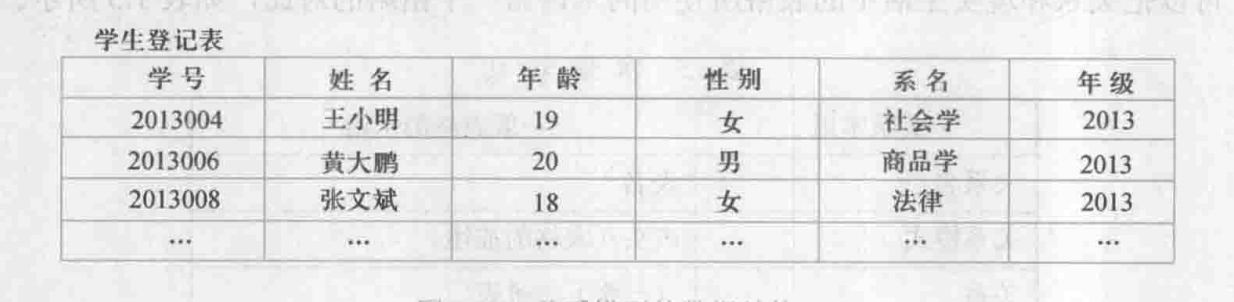 学生登记表
学号 姓名 年龄 性别 系名 年级
2013004 王小明 19 女 社会学 2013
2013006 黄大鹏 20 男 商品学 2013
2013008 张文斌 18 女 法律 2013
… … … … … …